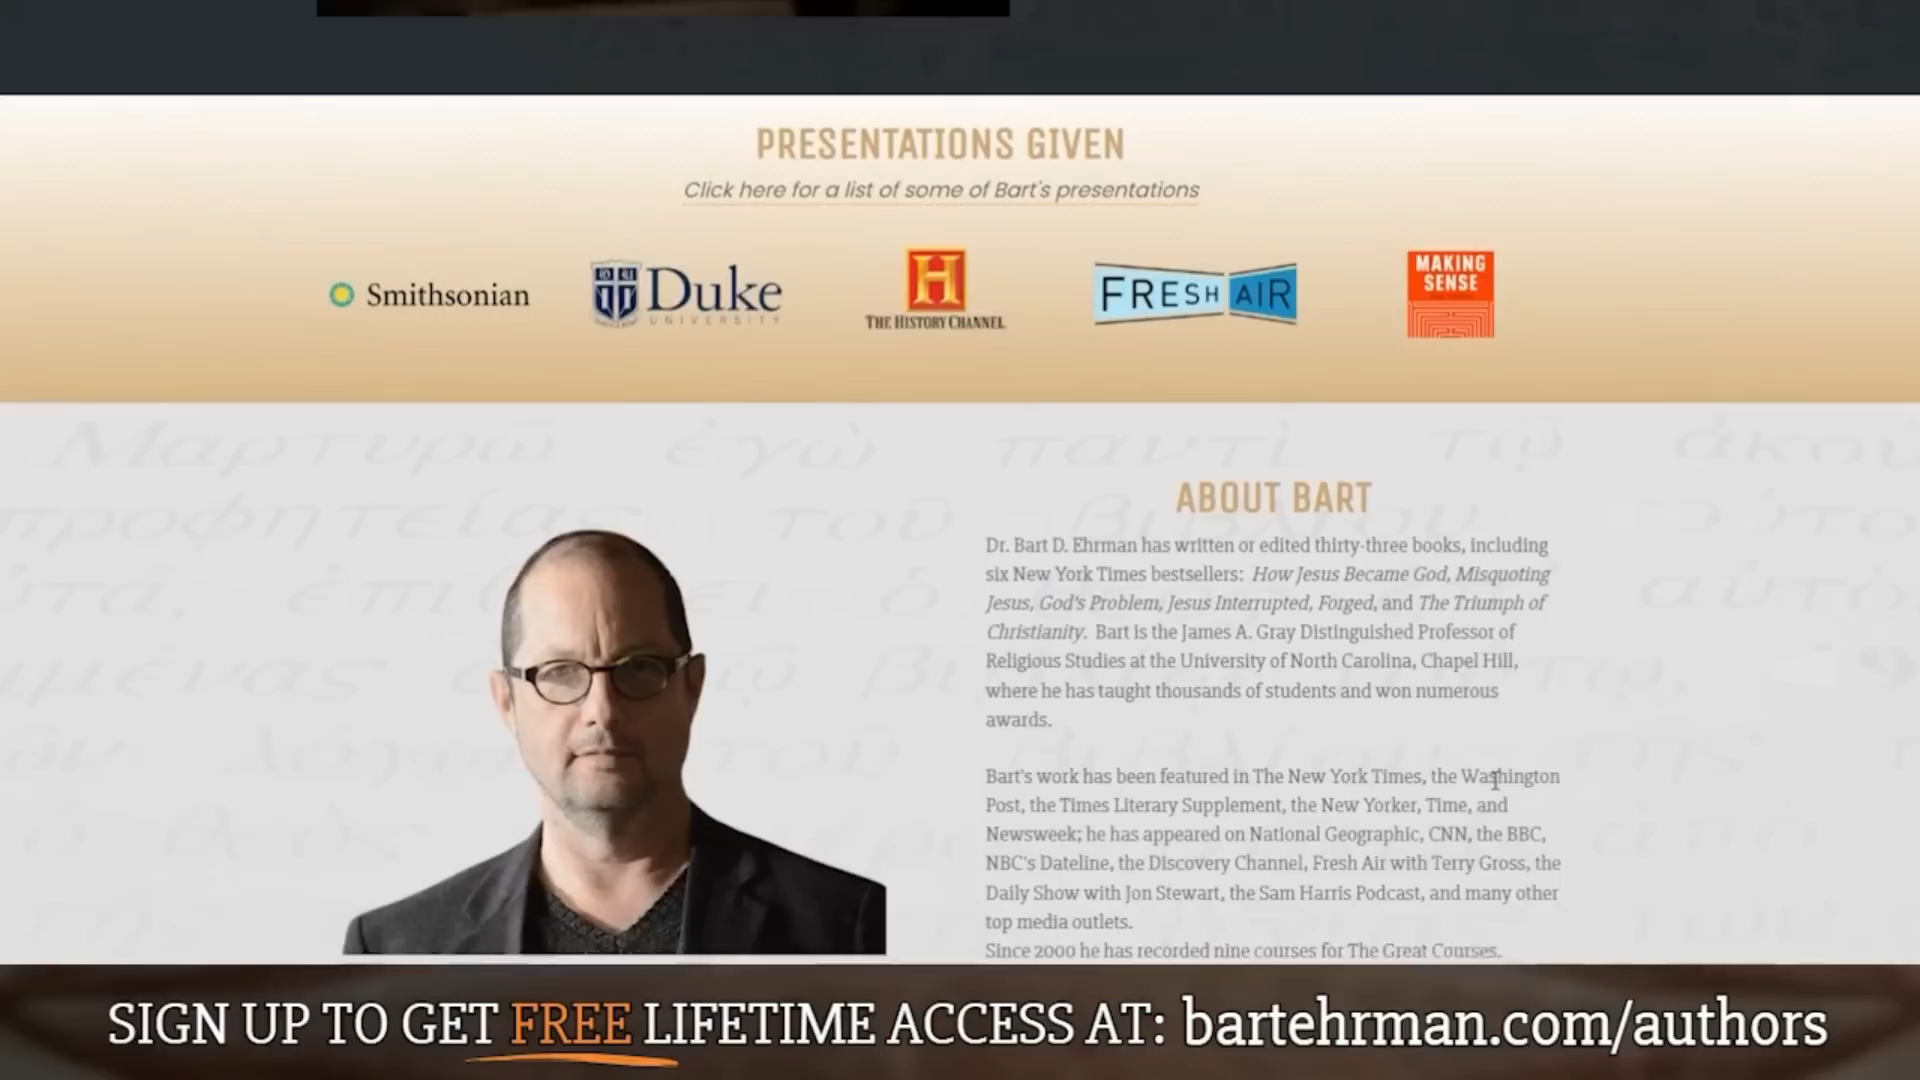 PRESENTATIONS GIVEN
Click here for a list of some of Bart's presentations
Smithsonian
Duke
UNIVERSITY
H
THE HISTORY CHANNEL
FRESH AIR
MAKING
SENSE
Μαρτυρῶ ἐγὼ παντὶ τῷ
προφητείας τοῦ
ABOUT BART
Dr. Bart D. Ehrman has written or edited thirty-three books, including
six New York Times bestsellers: How Jesus Became God, Misquoting
Jesus, God's Problem, Jesus Interrupted, Forged, and The Triumph of
Christianity. Bart is the James A. Gray Distinguished Professor of
Religious Studies at the University of North Carolina, Chapel Hill,
where he has taught thousands of students and won numerous
awards.
Bart's work has been featured in The New York Times, the Washington
Post, the Times Literary Supplement, the New Yorker, Time, and
Newsweek; he has appeared on National Geographic, CNN, the BBC,
NBC's Dateline, the Discovery Channel, Fresh Air with Terry Gross, the
Daily Show with Jon Stewart, the Sam Harris Podcast, and many other
top media outlets.
Since 2000 he has recorded nine courses for The Great Courses.
SIGN UP TO GET FREE LIFETIME ACCESS AT: bartehrman.com/authors